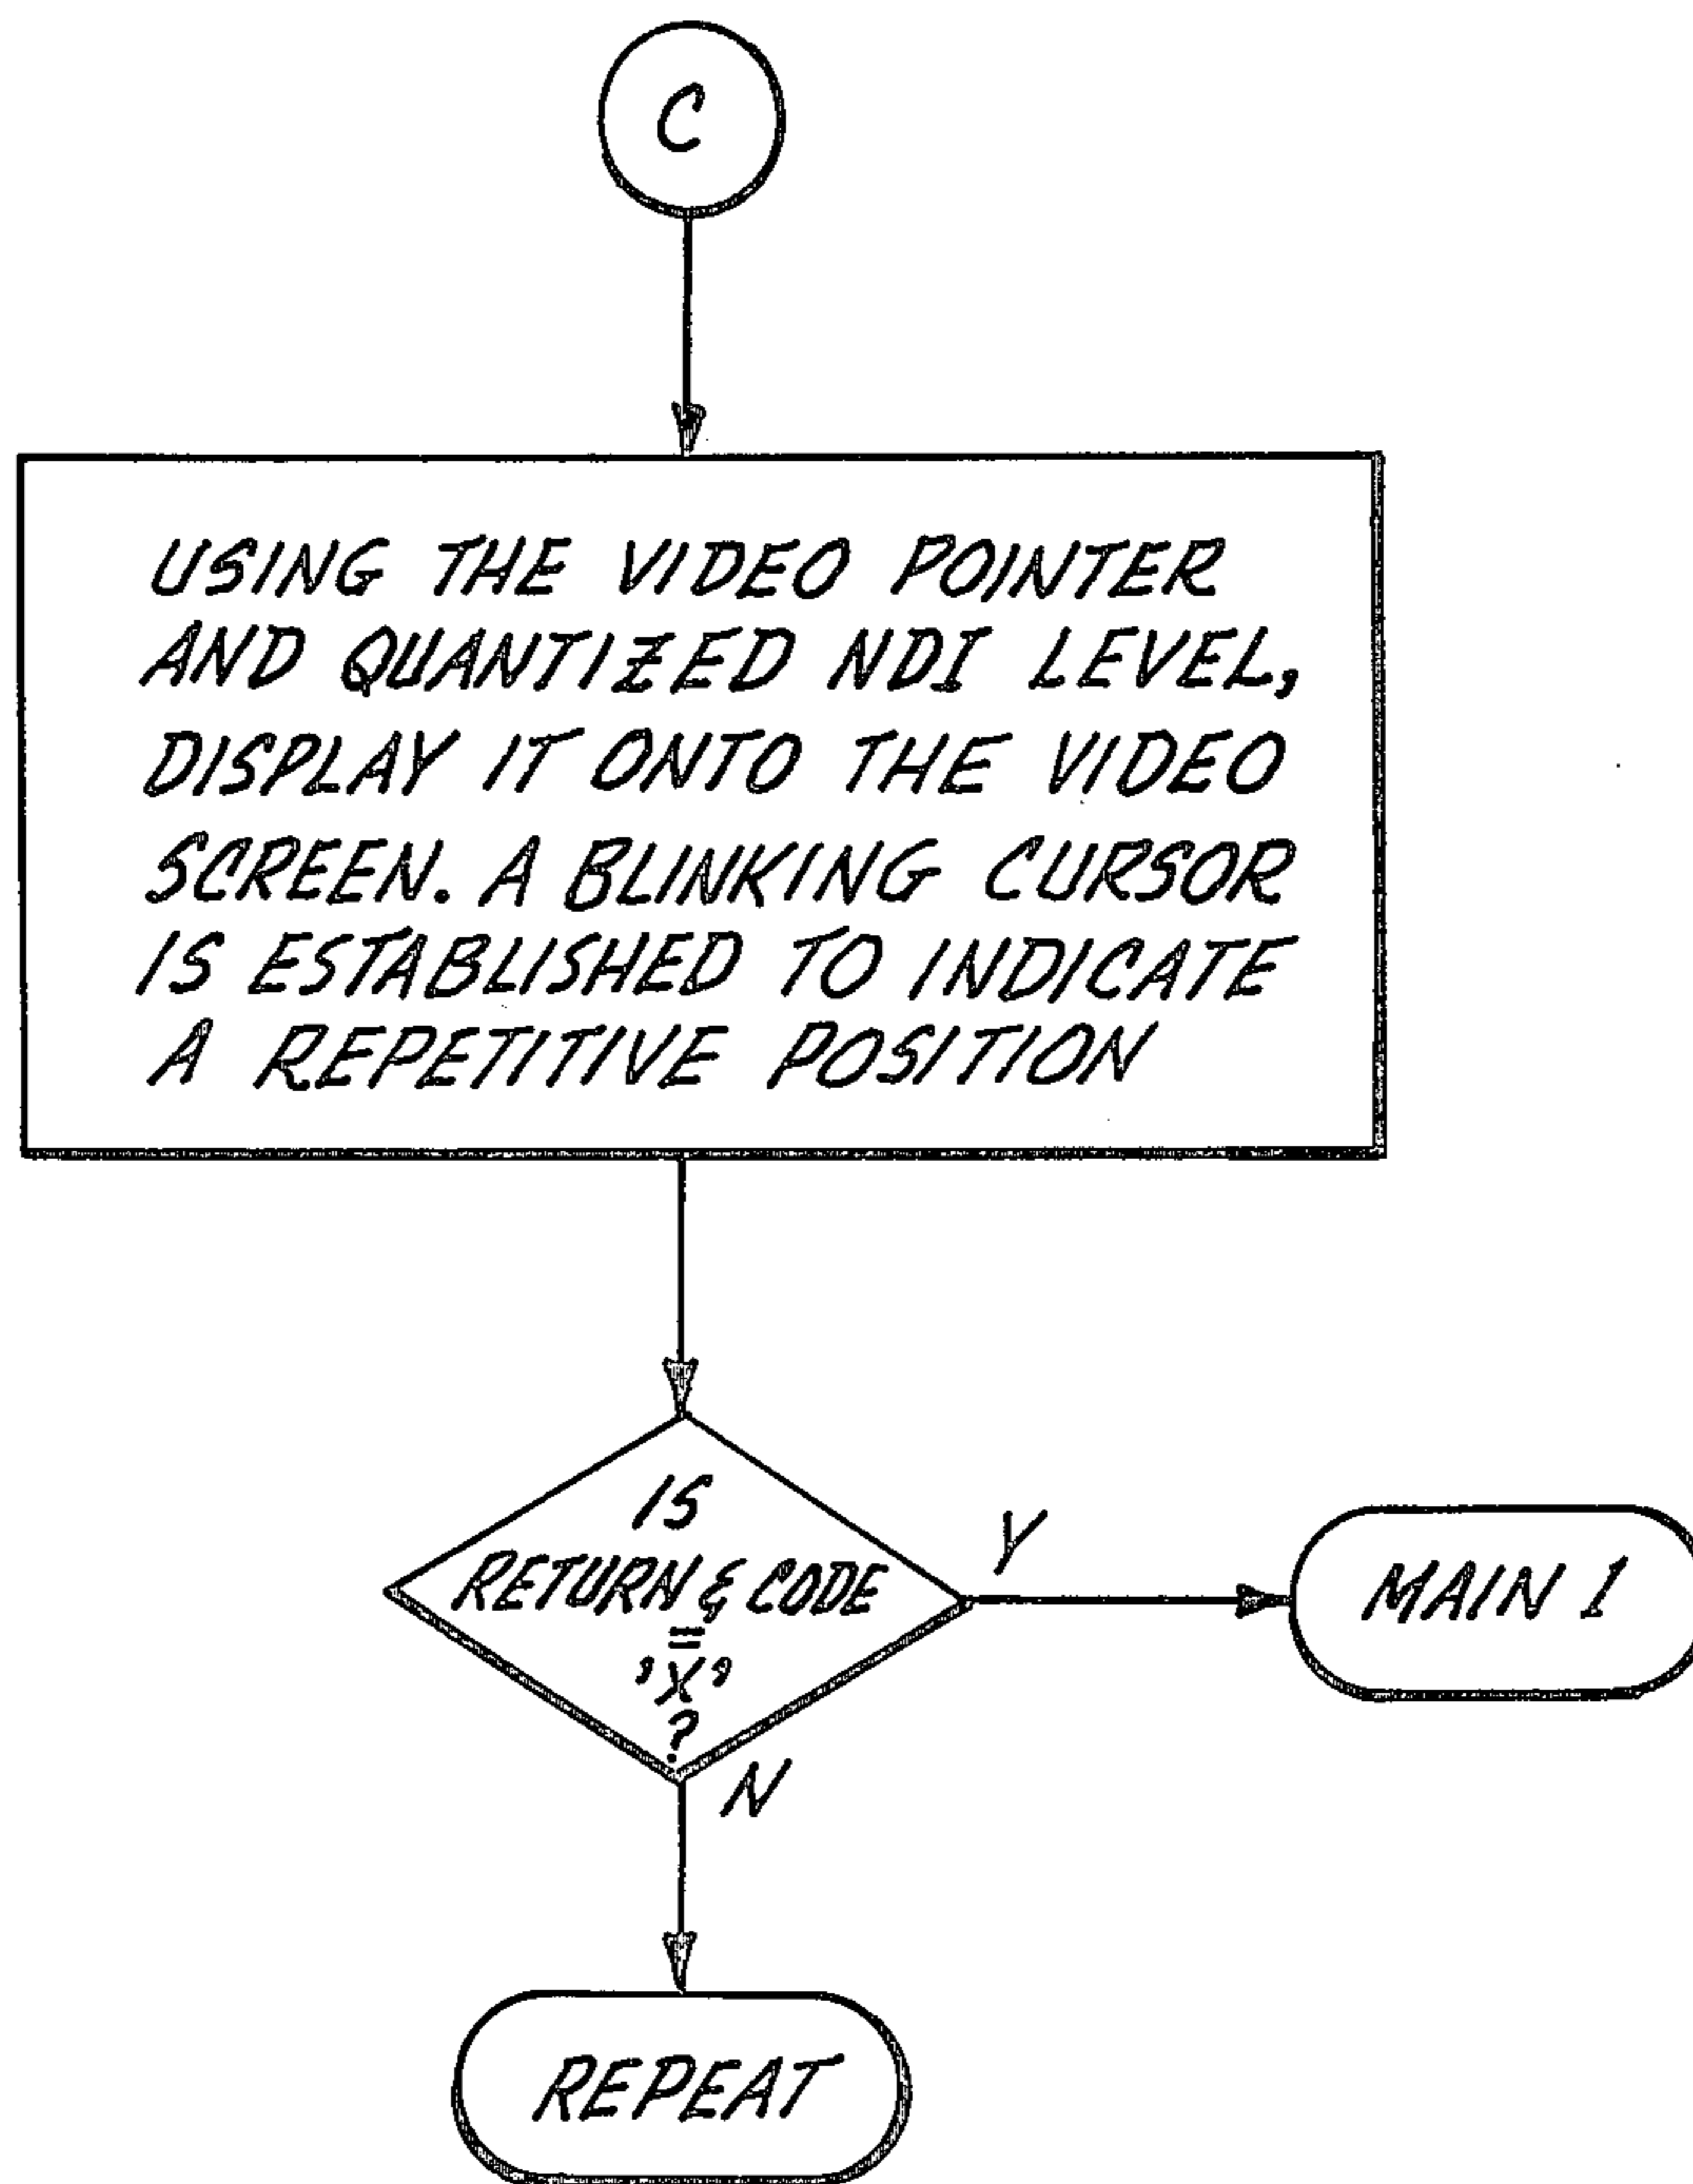 C
USING THE VIDEO POINTER
AND QUANTIZED NDI LEVEL,
DISPLAY IT ONTO THE VIDEO
SCREEN. A BLINKING CURSOR
IS ESTABLISHED TO INDICATE
A REPETITIVE POSITION
IS
RETURN & CODE
=
'X'
?
Y
MAIN 1
N
REPEAT